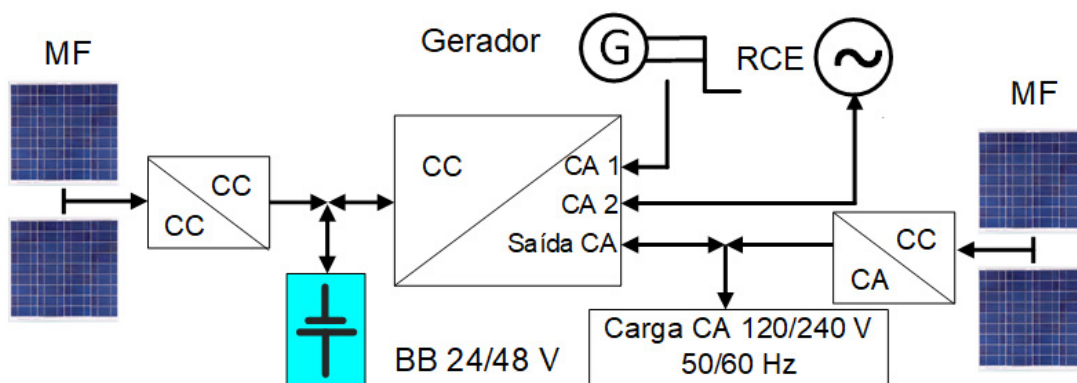 Gerador
G
RCE
MF
MF
CC
CC
CC
CA 1
CA 2
Saída CA
CC
CA
BB 24/48 V
Carga CA 120/240 V
50/60 Hz